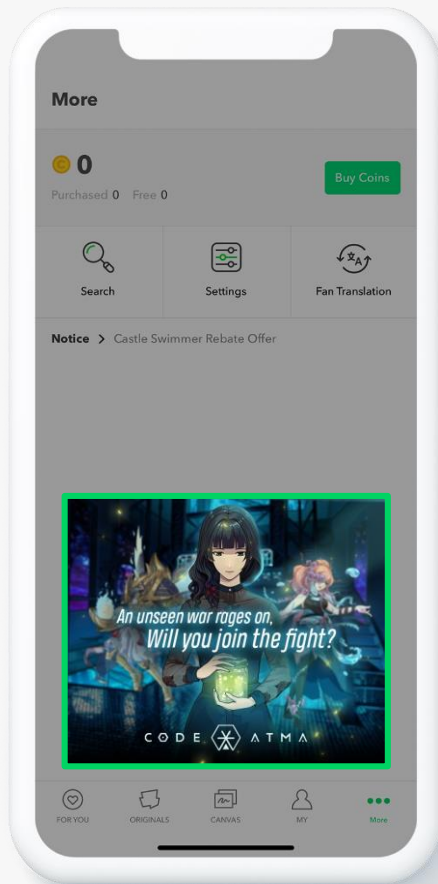 More
0
Purchased 0 Free 0
Buy Coins
Search
Settings
Fan Translation
Notice > Castle Swimmer Rebate Offer
An unseen war rages on,
Will you join the fight?
CODE ATMA
FOR YOU
ORIGINALS
CANVAS
MY
More